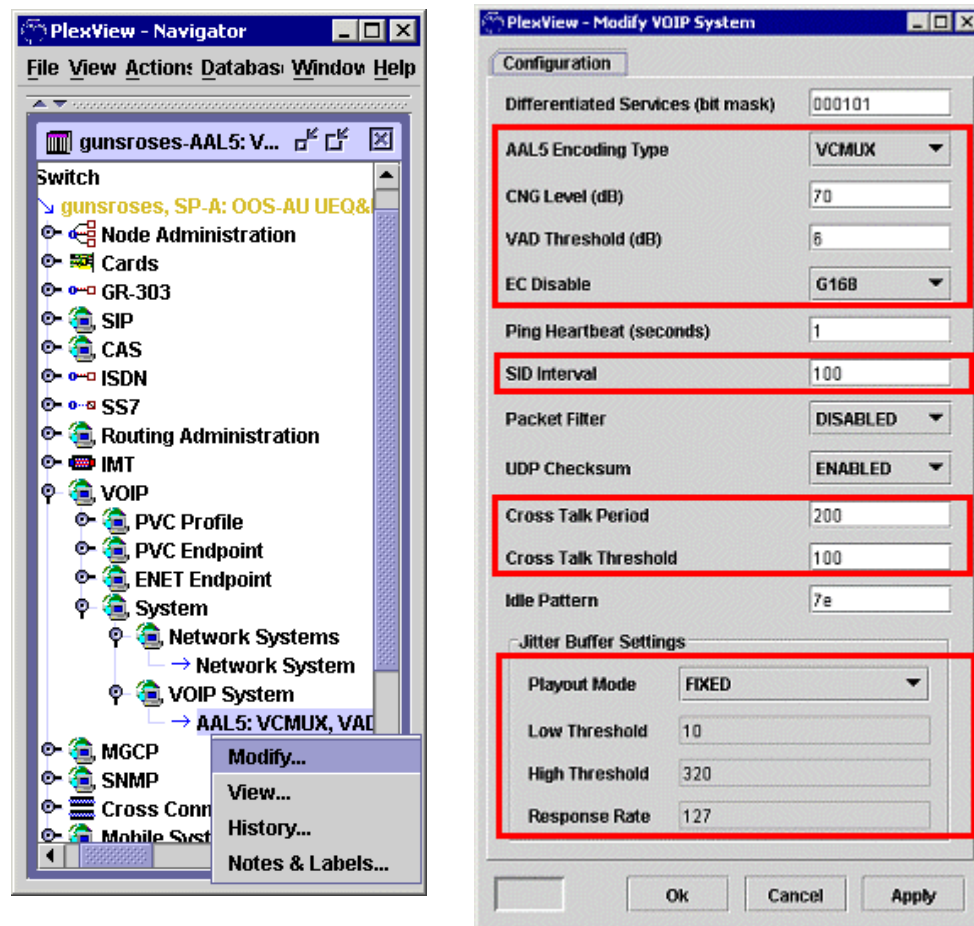 PlexView - Navigator
File View Actions Databas Window Help
gunsroses-AAL5: V...
Switch
gunsroses, SP-A: OOS-AU UEQ&
Node Administration
Cards
GR-303
SIP
CAS
ISDN
SS7
Routing Administration
IMT
VOIP
PVC Profile
PVC Endpoint
ENET Endpoint
System
Network Systems
Network System
VOIP System
AAL5: VCMUX, VAD
MGCP
SNMP
Cross Conn
Mobile Syst
Modify...
View...
History...
Notes & Labels...
PlexView - Modify VOIP System
Configuration
Differentiated Services (bit mask) 000101
AAL5 Encoding Type VCMUX
CNG Level (dB) 70
VAD Threshold (dB) 6
EC Disable G168
Ping Heartbeat (seconds) 1
SID Interval 100
Packet Filter DISABLED
UDP Checksum ENABLED
Cross Talk Period 200
Cross Talk Threshold 100
Idle Pattern 7e
Jitter Buffer Settings
Playout Mode FIXED
Low Threshold 10
High Threshold 320
Response Rate 127
Ok Cancel Apply